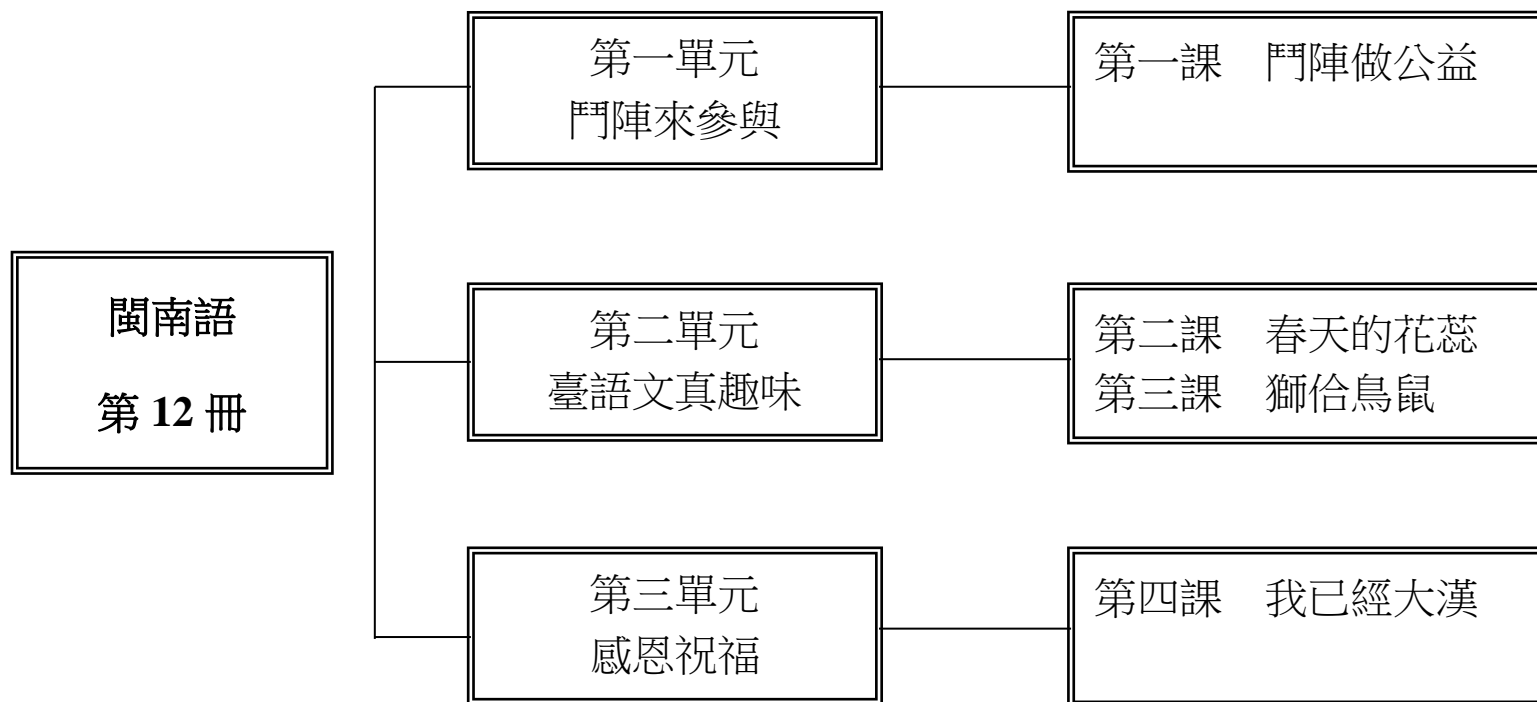 閩南語
第 12 冊
第一單元
鬥陣來參與
第一課　鬥陣做公益
第二單元
臺語文真趣味
第二課　春天的花蕊
第三課　獅佮鳥鼠
第三單元
感恩祝福
第四課　我已經大漢